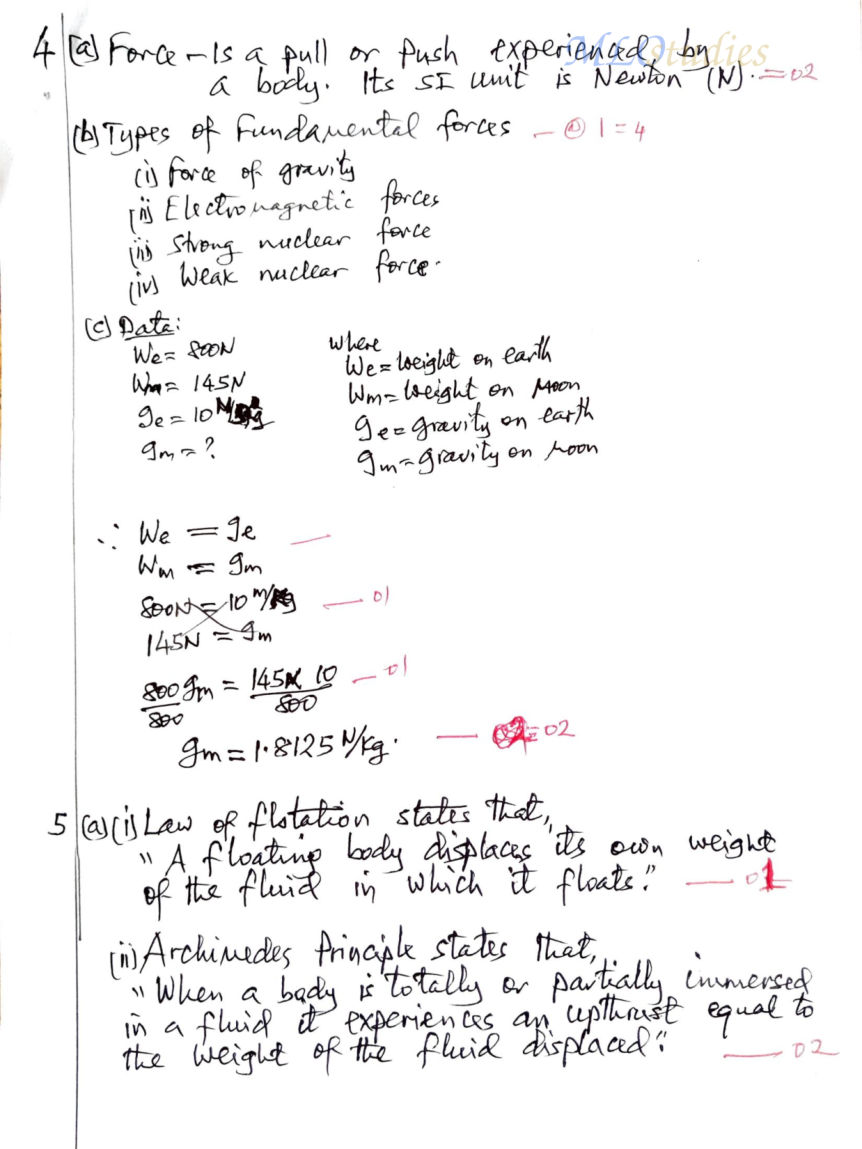 MLOstudies
4 (a) Force - Is a pull or push experienced by
a body. Its SI unit is Newton (N). = 02
(b) Types of Fundamental forces - @ 1 = 4
(i) Force of gravity
(ii) Electromagnetic forces
(iii) Strong nuclear force
(iv) Weak nuclear force.
(c) Data:
We = 800N
Wm = 145N
ge = 10 N/kg
gm = ?
where
We = Weight on earth
Wm = Weight on Moon
ge = gravity on earth
gm = gravity on Moon
∴ We = ge —
Wm = gm
800N = 10 — 01
145N = gm
800gm = 145 x 10 — 01
800 800
gm = 1.8125 N/kg. — = 02
5 (a) (i) Law of flotation states that,
" A floating body displaces its own weight
of the fluid in which it floats." — 01
(ii) Archimedes Principle states that,
" When a body is totally or partially immersed
in a fluid it experiences an upthrust equal to
the weight of the fluid displaced". — 02